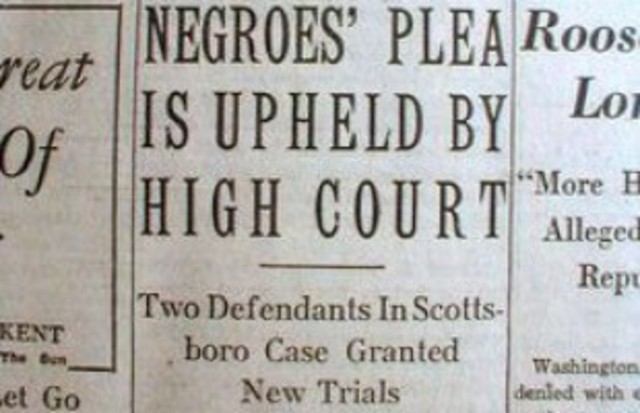 reat
Of
KENT
The Sun
et Go
NEGROES' PLEA
IS UPHELD BY
HIGH COURT
Two Defendants In Scotts-
boro Case Granted
New Trials
Roos
Lo
"More H
Alleged
Repu
Washington,
denied with